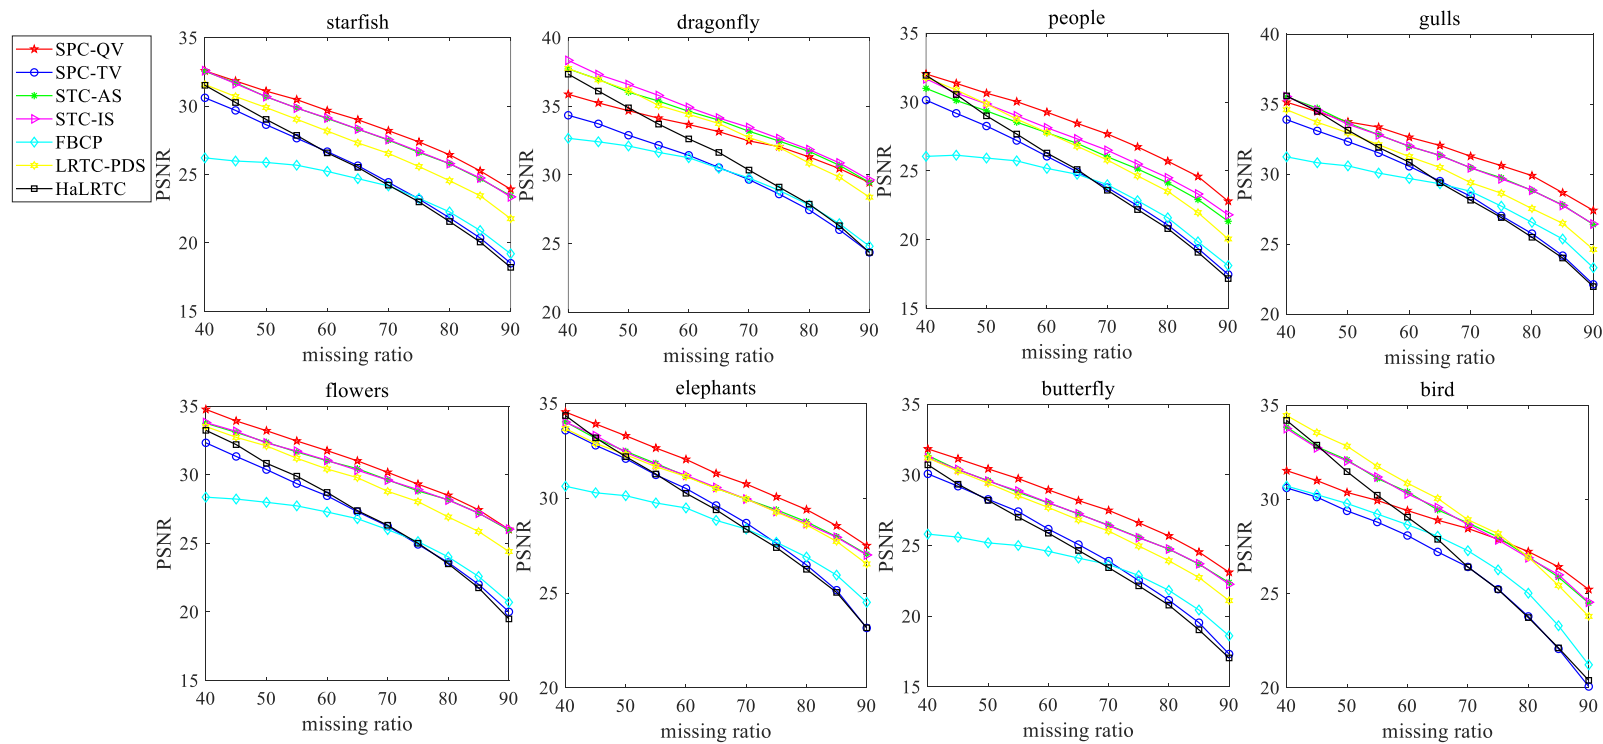 starfish
dragonfly
people
gulls
SPC-QV
SPC-TV
STC-AS
STC-IS
FBCP
LRTC-PDS
HaLRTC
35
30
25
20
15
PSNR
40 50 60 70 80 90
missing ratio
40
35
30
25
20
PSNR
40 50 60 70 80 90
missing ratio
35
30
25
20
15
PSNR
40 50 60 70 80 90
missing ratio
40
35
30
25
20
PSNR
40 50 60 70 80 90
missing ratio
flowers
elephants
butterfly
bird
35
30
25
20
15
PSNR
40 50 60 70 80 90
missing ratio
35
30
25
20
PSNR
40 50 60 70 80 90
missing ratio
35
30
25
20
15
PSNR
40 50 60 70 80 90
missing ratio
35
30
25
20
PSNR
40 50 60 70 80 90
missing ratio